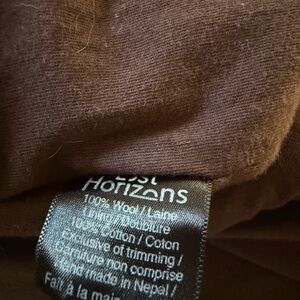 Lost
Horizons
100% Wool / Laine
Lining / Doublure
100% Cotton / Coton
Exclusive of trimming /
Garniture non comprise
Hand made in Nepal /
Fait à la main